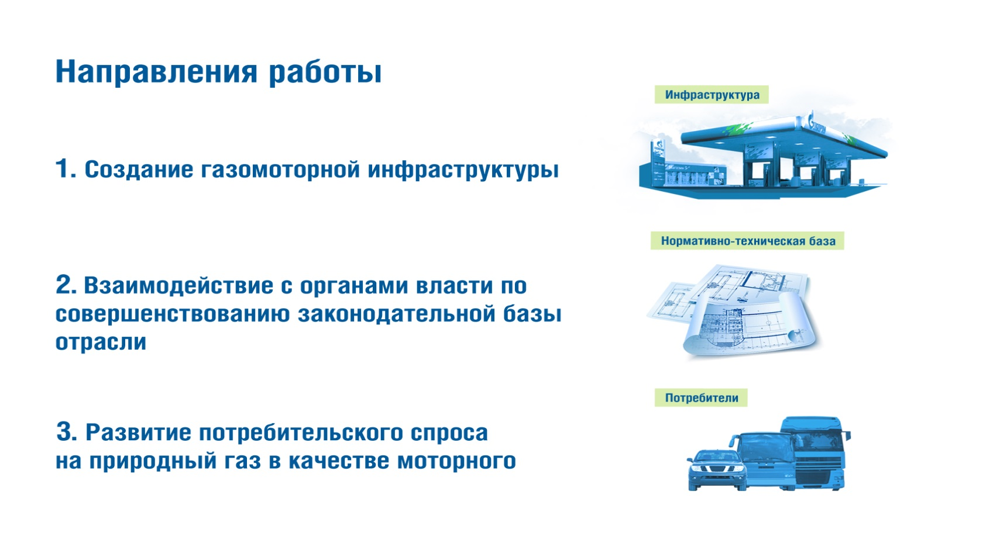 Направления работы
Инфраструктура
1. Создание газомоторной инфраструктуры
Нормативно-техническая база
2. Взаимодействие с органами власти по
совершенствованию законодательной базы
отрасли
Потребители
3. Развитие потребительского спроса
на природный газ в качестве моторного